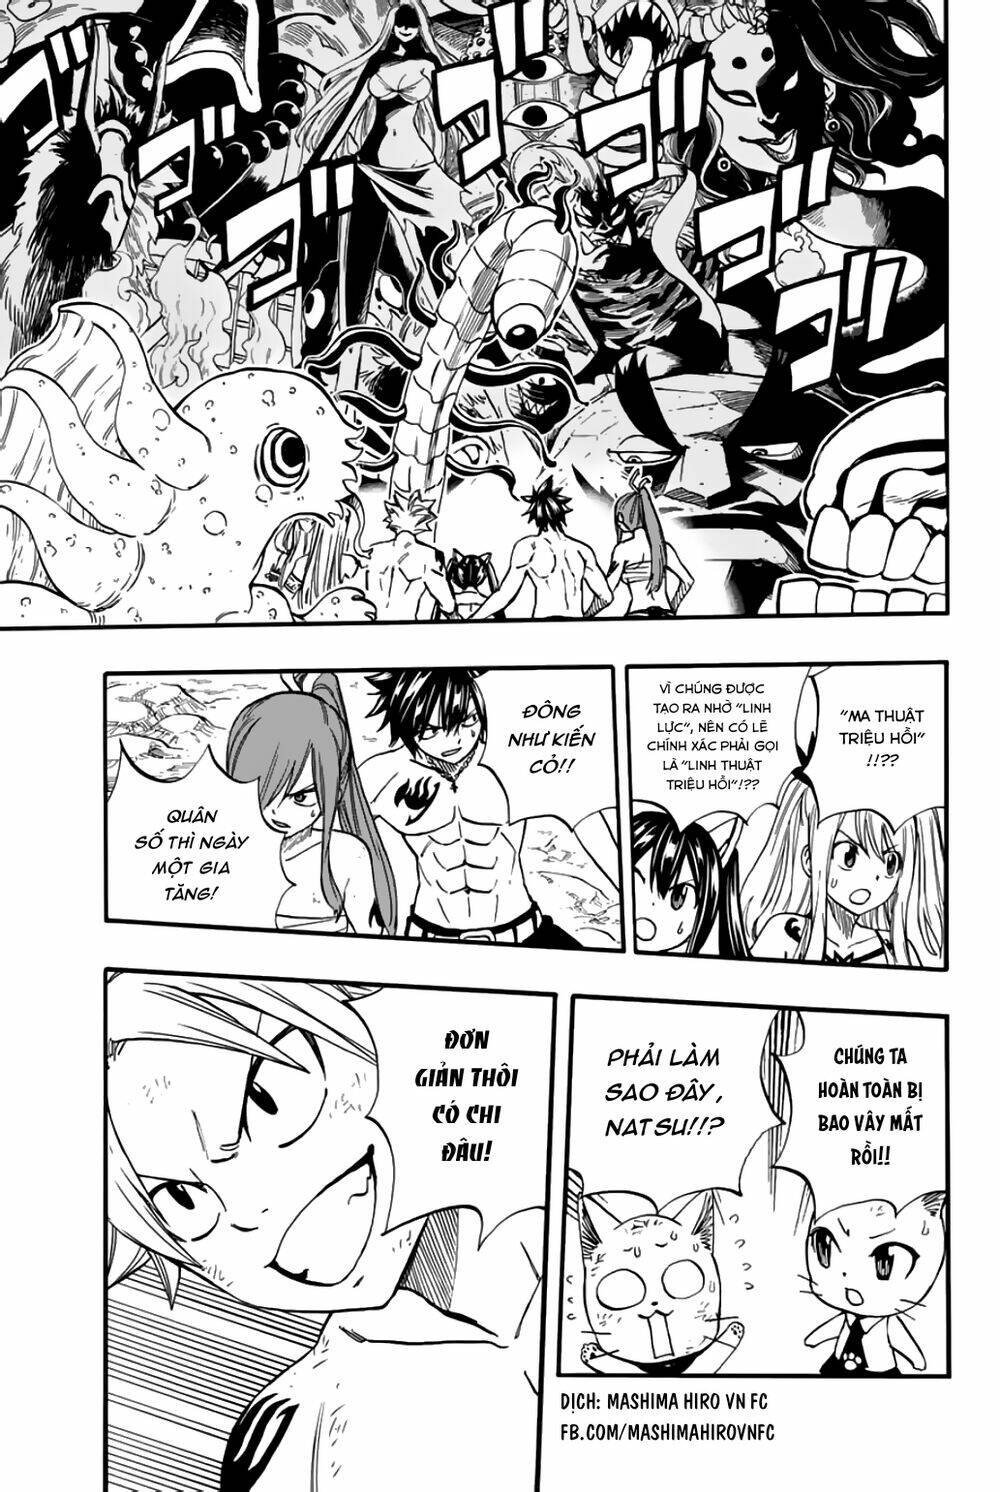 ゴゴゴゴゴゴゴゴ
"MA THUẬT
TRIỆU HỒI"
!!??
VÌ CHÚNG ĐƯỢC
TẠO RA NHỜ "LINH
LỰC", NÊN CÓ LẼ
CHÍNH XÁC PHẢI GỌI
LÀ "LINH THUẬT
TRIỆU HỒI"!??
ĐÔNG
NHƯ KIẾN
CỎ!!
QUÂN
SỐ THÌ NGÀY
MỘT GIA
TĂNG!
CHÚNG TA
HOÀN TOÀN BỊ
BAO VÂY MẤT
RỒI!!
PHẢI LÀM
SAO ĐÂY,
NATSU!!?
ĐƠN
GIẢN THÔI
CÓ CHI
ĐÂU!
DỊCH: MASHIMA HIRO VN FC
FB.COM/MASHIMAHIROVNFC